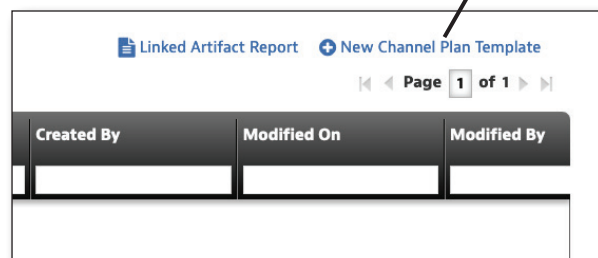 Linked Artifact Report New Channel Plan Template
Page 1 of 1
Created By Modified On Modified By